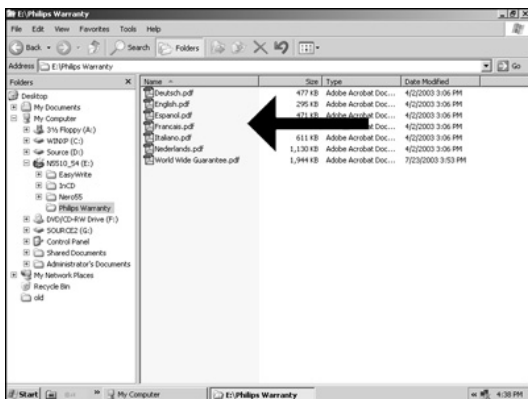 E:\Philips Warranty
File Edit View Favorites Tools Help
Back Search Folders
Address E:\Philips Warranty Go
Folders
Name Size Type Date Modified
Desktop
My Documents
My Computer
3½ Floppy (A:)
WINXP (C:)
Source (D:)
NS510_54 (E:)
EasyWrite
InCD
Nero55
Philips Warranty
DVD/CD-RW Drive (F:)
SOURCE2 (G:)
Control Panel
Shared Documents
Administrator's Documents
My Network Places
Recycle Bin
old
Deutsch.pdf 477 KB Adobe Acrobat Doc... 4/2/2003 3:06 PM
English.pdf 295 KB Adobe Acrobat Doc... 4/2/2003 3:06 PM
Espanol.pdf 471 KB Adobe Acrobat Doc... 4/2/2003 3:06 PM
Francais.pdf
Italiano.pdf 611 KB Adobe Acrobat Doc... 4/2/2003 3:06 PM
Nederlands.pdf 1,130 KB Adobe Acrobat Doc... 4/2/2003 3:06 PM
World Wide Guarantee.pdf 1,944 KB Adobe Acrobat Doc... 7/23/2003 3:53 PM
Start My Computer E:\Philips Warranty 4:38 PM